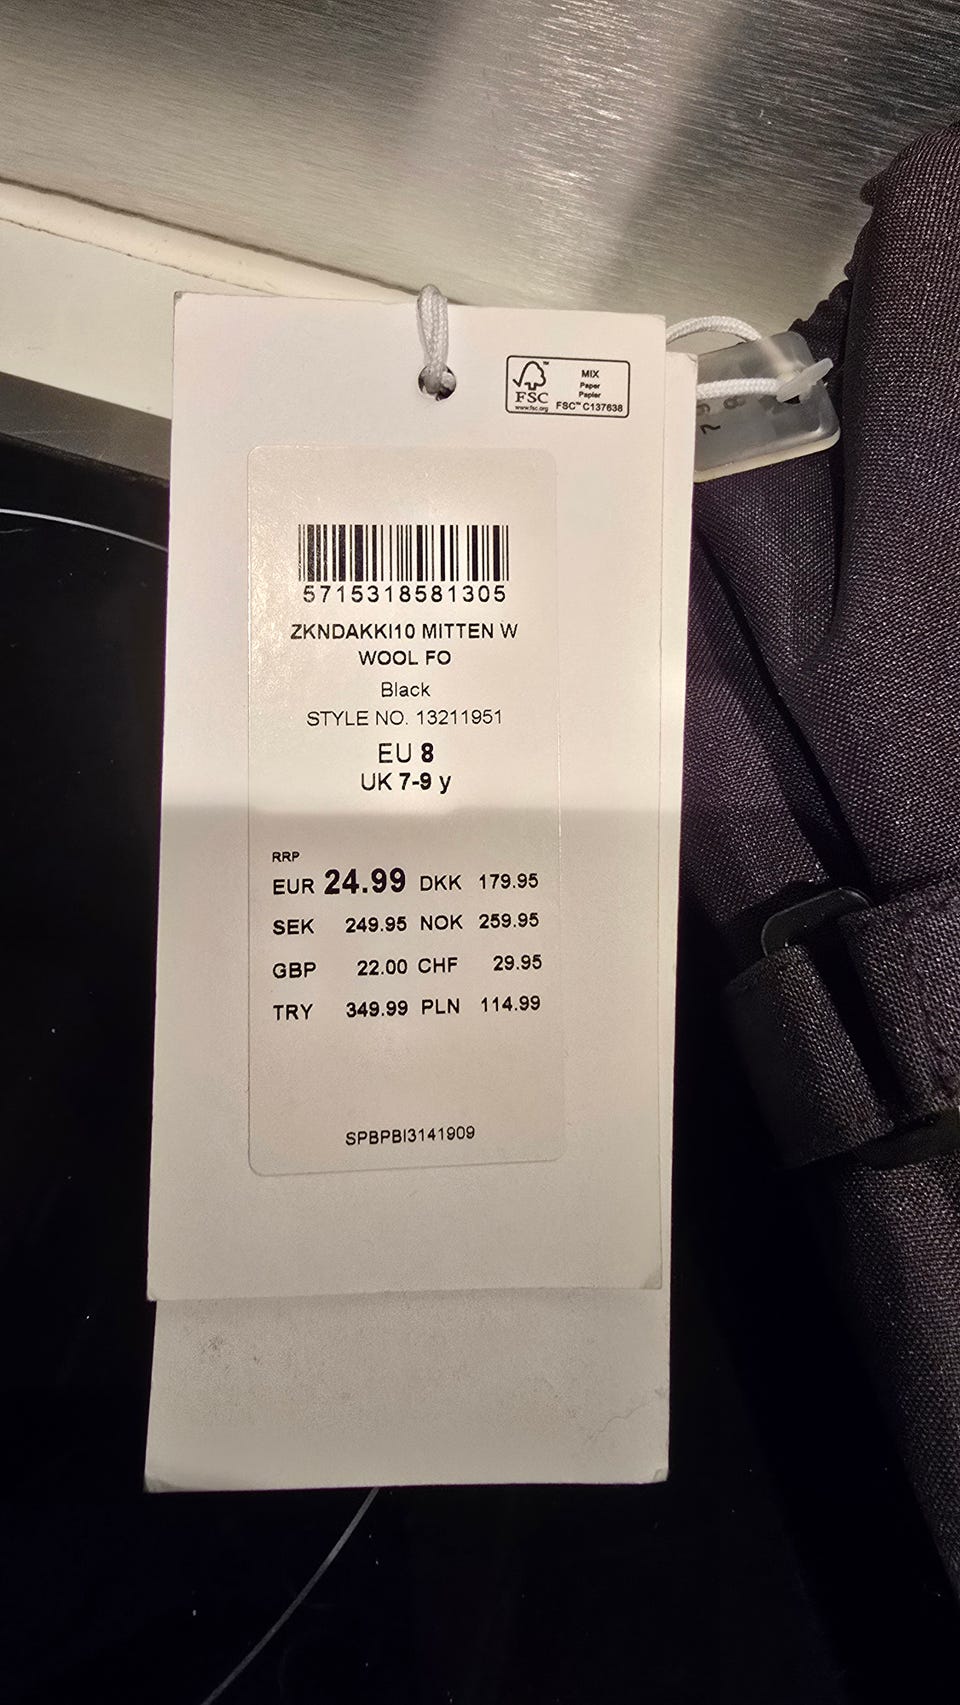 FSC™
www.fsc.org
MIX
Paper
Papier
FSC™ C137638
5715318581305
ZKNDAKKI10 MITTEN W
WOOL FO
Black
STYLE NO. 13211951
EU 8
UK 7-9 y
RRP
EUR 24.99 DKK 179.95
SEK 249.95 NOK 259.95
GBP 22.00 CHF 29.95
TRY 349.99 PLN 114.99
SPBPBI3141909